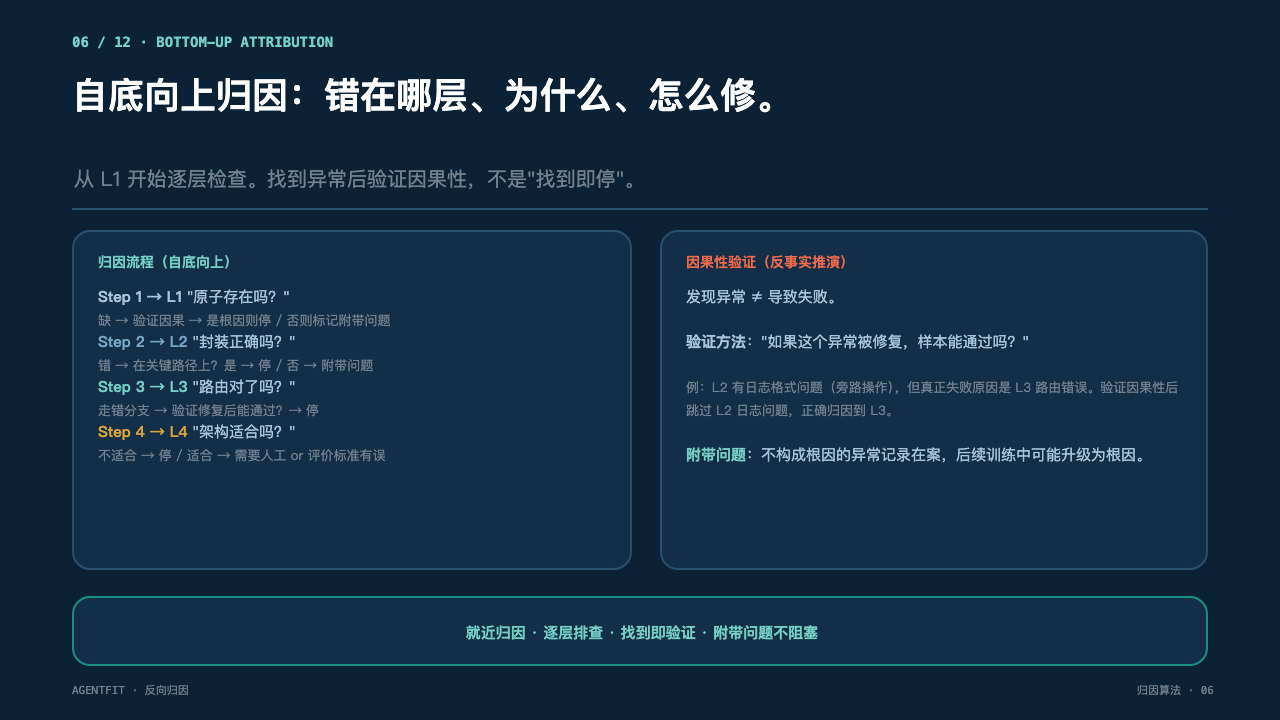 06 / 12 · BOTTOM–UP ATTRIBUTION
自底向上归因：错在哪层、为什么、怎么修。
从 L1 开始逐层检查。找到异常后验证因果性，不是"找到即停"。
归因流程（自底向上）
Step 1 → L1 "原子存在吗？"
缺 → 验证因果 → 是根因则停 / 否则标记附带问题
Step 2 → L2 "封装正确吗？"
错 → 在关键路径上？是 → 停 / 否 → 附带问题
Step 3 → L3 "路由对了吗？"
走错分支 → 验证修复后能通过？→ 停
Step 4 → L4 "架构适合吗？"
不适合 → 停 / 适合 → 需要人工 or 评价标准有误
因果性验证（反事实推演）
发现异常 ≠ 导致失败。
验证方法："如果这个异常被修复，样本能通过吗？"
例：L2 有日志格式问题（旁路操作），但真正失败原因是 L3 路由错误。验证因果性后
跳过 L2 日志问题，正确归因到 L3。
附带问题：不构成根因的异常记录在案，后续训练中可能升级为根因。
就近归因 · 逐层排查 · 找到即验证 · 附带问题不阻塞
AGENTFIT · 反向归因
归因算法 · 06